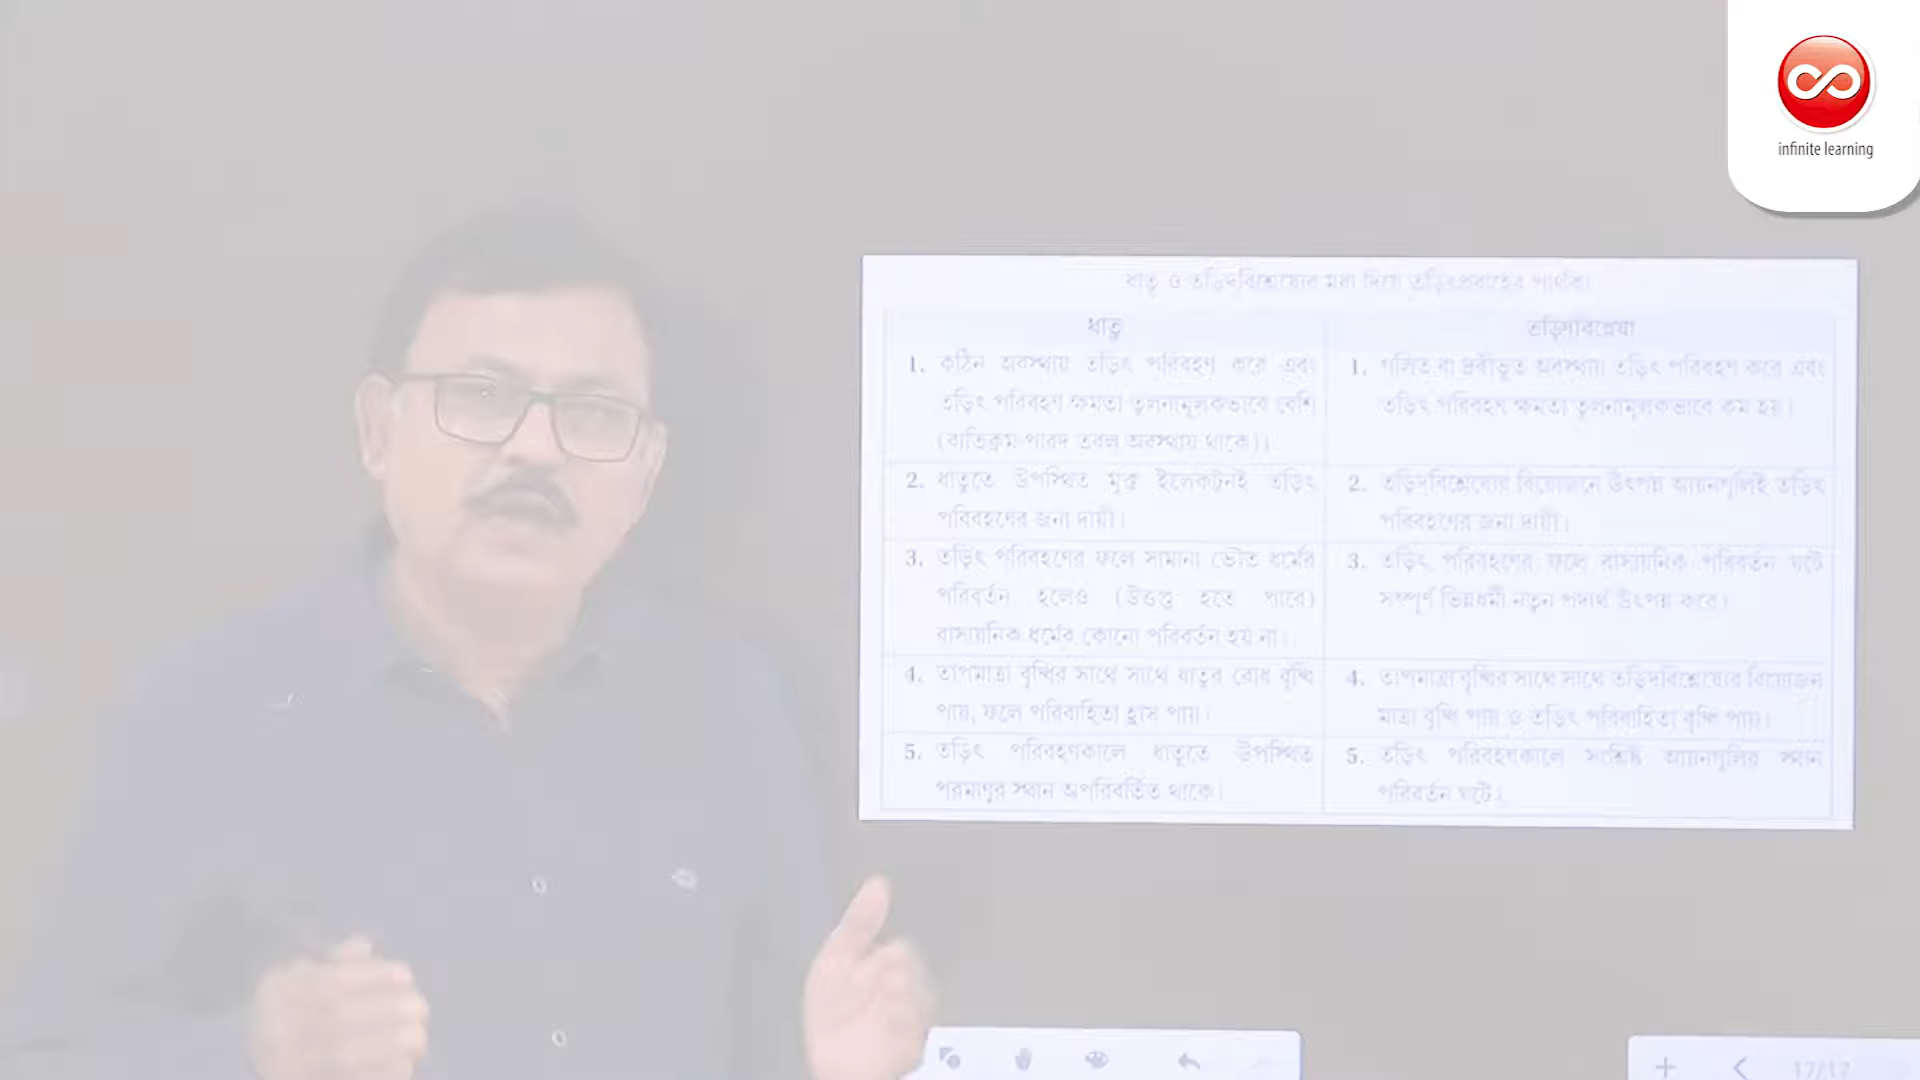 infinite learning
ধাতু ও তড়িদ্‌বিশ্লেষ্যের মধ্য দিয়ে তড়িৎপ্রবাহের পার্থক্য
ধাতু
তড়িদ্‌বিশ্লেষ্য
1. কঠিন অবস্থায় তড়িৎ পরিবহণ করে এবং
তড়িৎ পরিবহণ ক্ষমতা তুলনামূলকভাবে বেশি
(ব্যতিক্রম পারদ তরল অবস্থায় থাকে)।
1. গলিত বা দ্রবীভূত অবস্থায় তড়িৎ পরিবহণ করে এবং
তড়িৎ পরিবহণ ক্ষমতা তুলনামূলকভাবে কম হয়।
2. ধাতুতে উপস্থিত মুক্ত ইলেকট্রনই তড়িৎ
পরিবহণের জন্য দায়ী।
2. তড়িদ্‌বিশ্লেষ্যের বিয়োজনে উৎপন্ন আয়নগুলিই তড়িৎ
পরিবহণের জন্য দায়ী।
3. তড়িৎ পরিবহণের ফলে সামান্য ভৌত ধর্মের
পরিবর্তন হলেও (উত্তপ্ত হতে পারে)
রাসায়নিক ধর্মের কোনো পরিবর্তন হয় না।
3. তড়িৎ পরিবহণের ফলে রাসায়নিক পরিবর্তন ঘটে
সম্পূর্ণ ভিন্নধর্মী নতুন পদার্থ উৎপন্ন করে।
4. তাপমাত্রা বৃদ্ধির সাথে সাথে ধাতুর রোধ বৃদ্ধি
পায়, ফলে পরিবাহিতা হ্রাস পায়।
4. তাপমাত্রা বৃদ্ধির সাথে সাথে তড়িদ্‌বিশ্লেষ্যের বিয়োজন
মাত্রা বৃদ্ধি পায় ও তড়িৎ পরিবাহিতা বৃদ্ধি পায়।
5. তড়িৎ পরিবহণকালে ধাতুতে উপস্থিত
পরমাণুর স্থান অপরিবর্তিত থাকে।
5. তড়িৎ পরিবহণকালে সংশ্লিষ্ট আয়নগুলির স্থান
পরিবর্তন ঘটে।
17/17